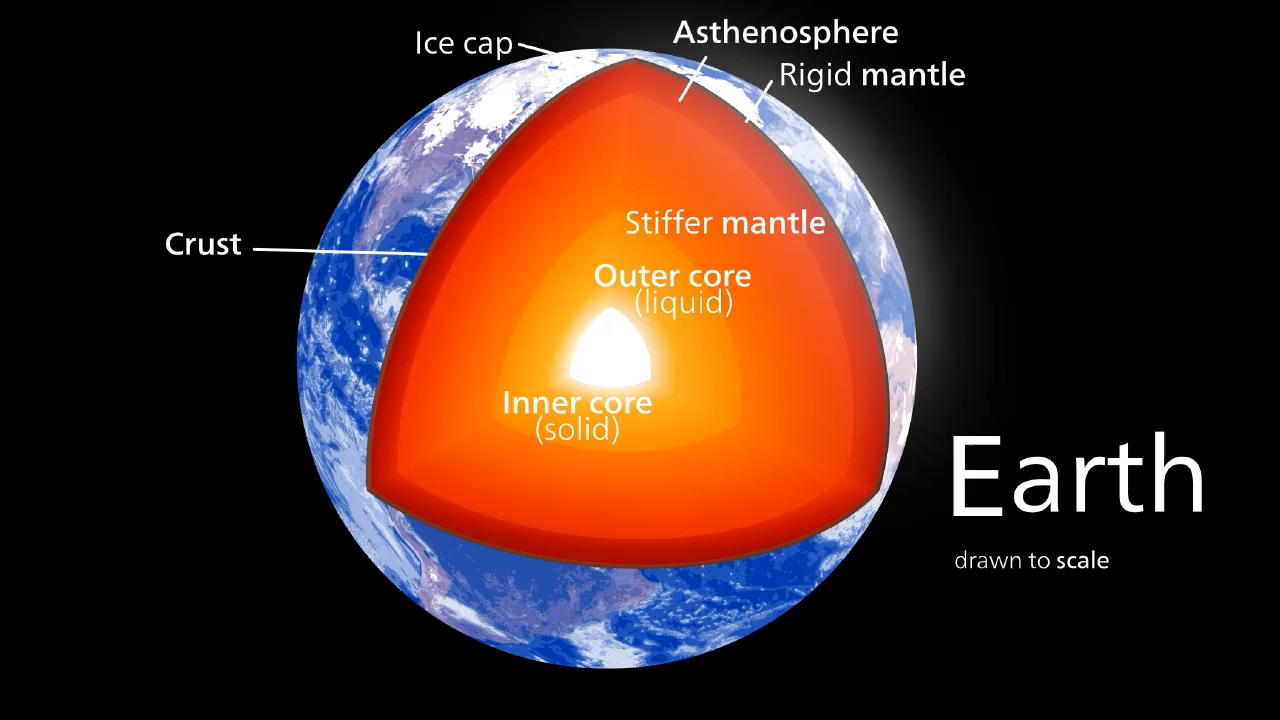 Ice cap
Asthenosphere
Rigid mantle
Stiffer mantle
Crust
Outer core
(liquid)
Inner core
(solid)
Earth
drawn to scale